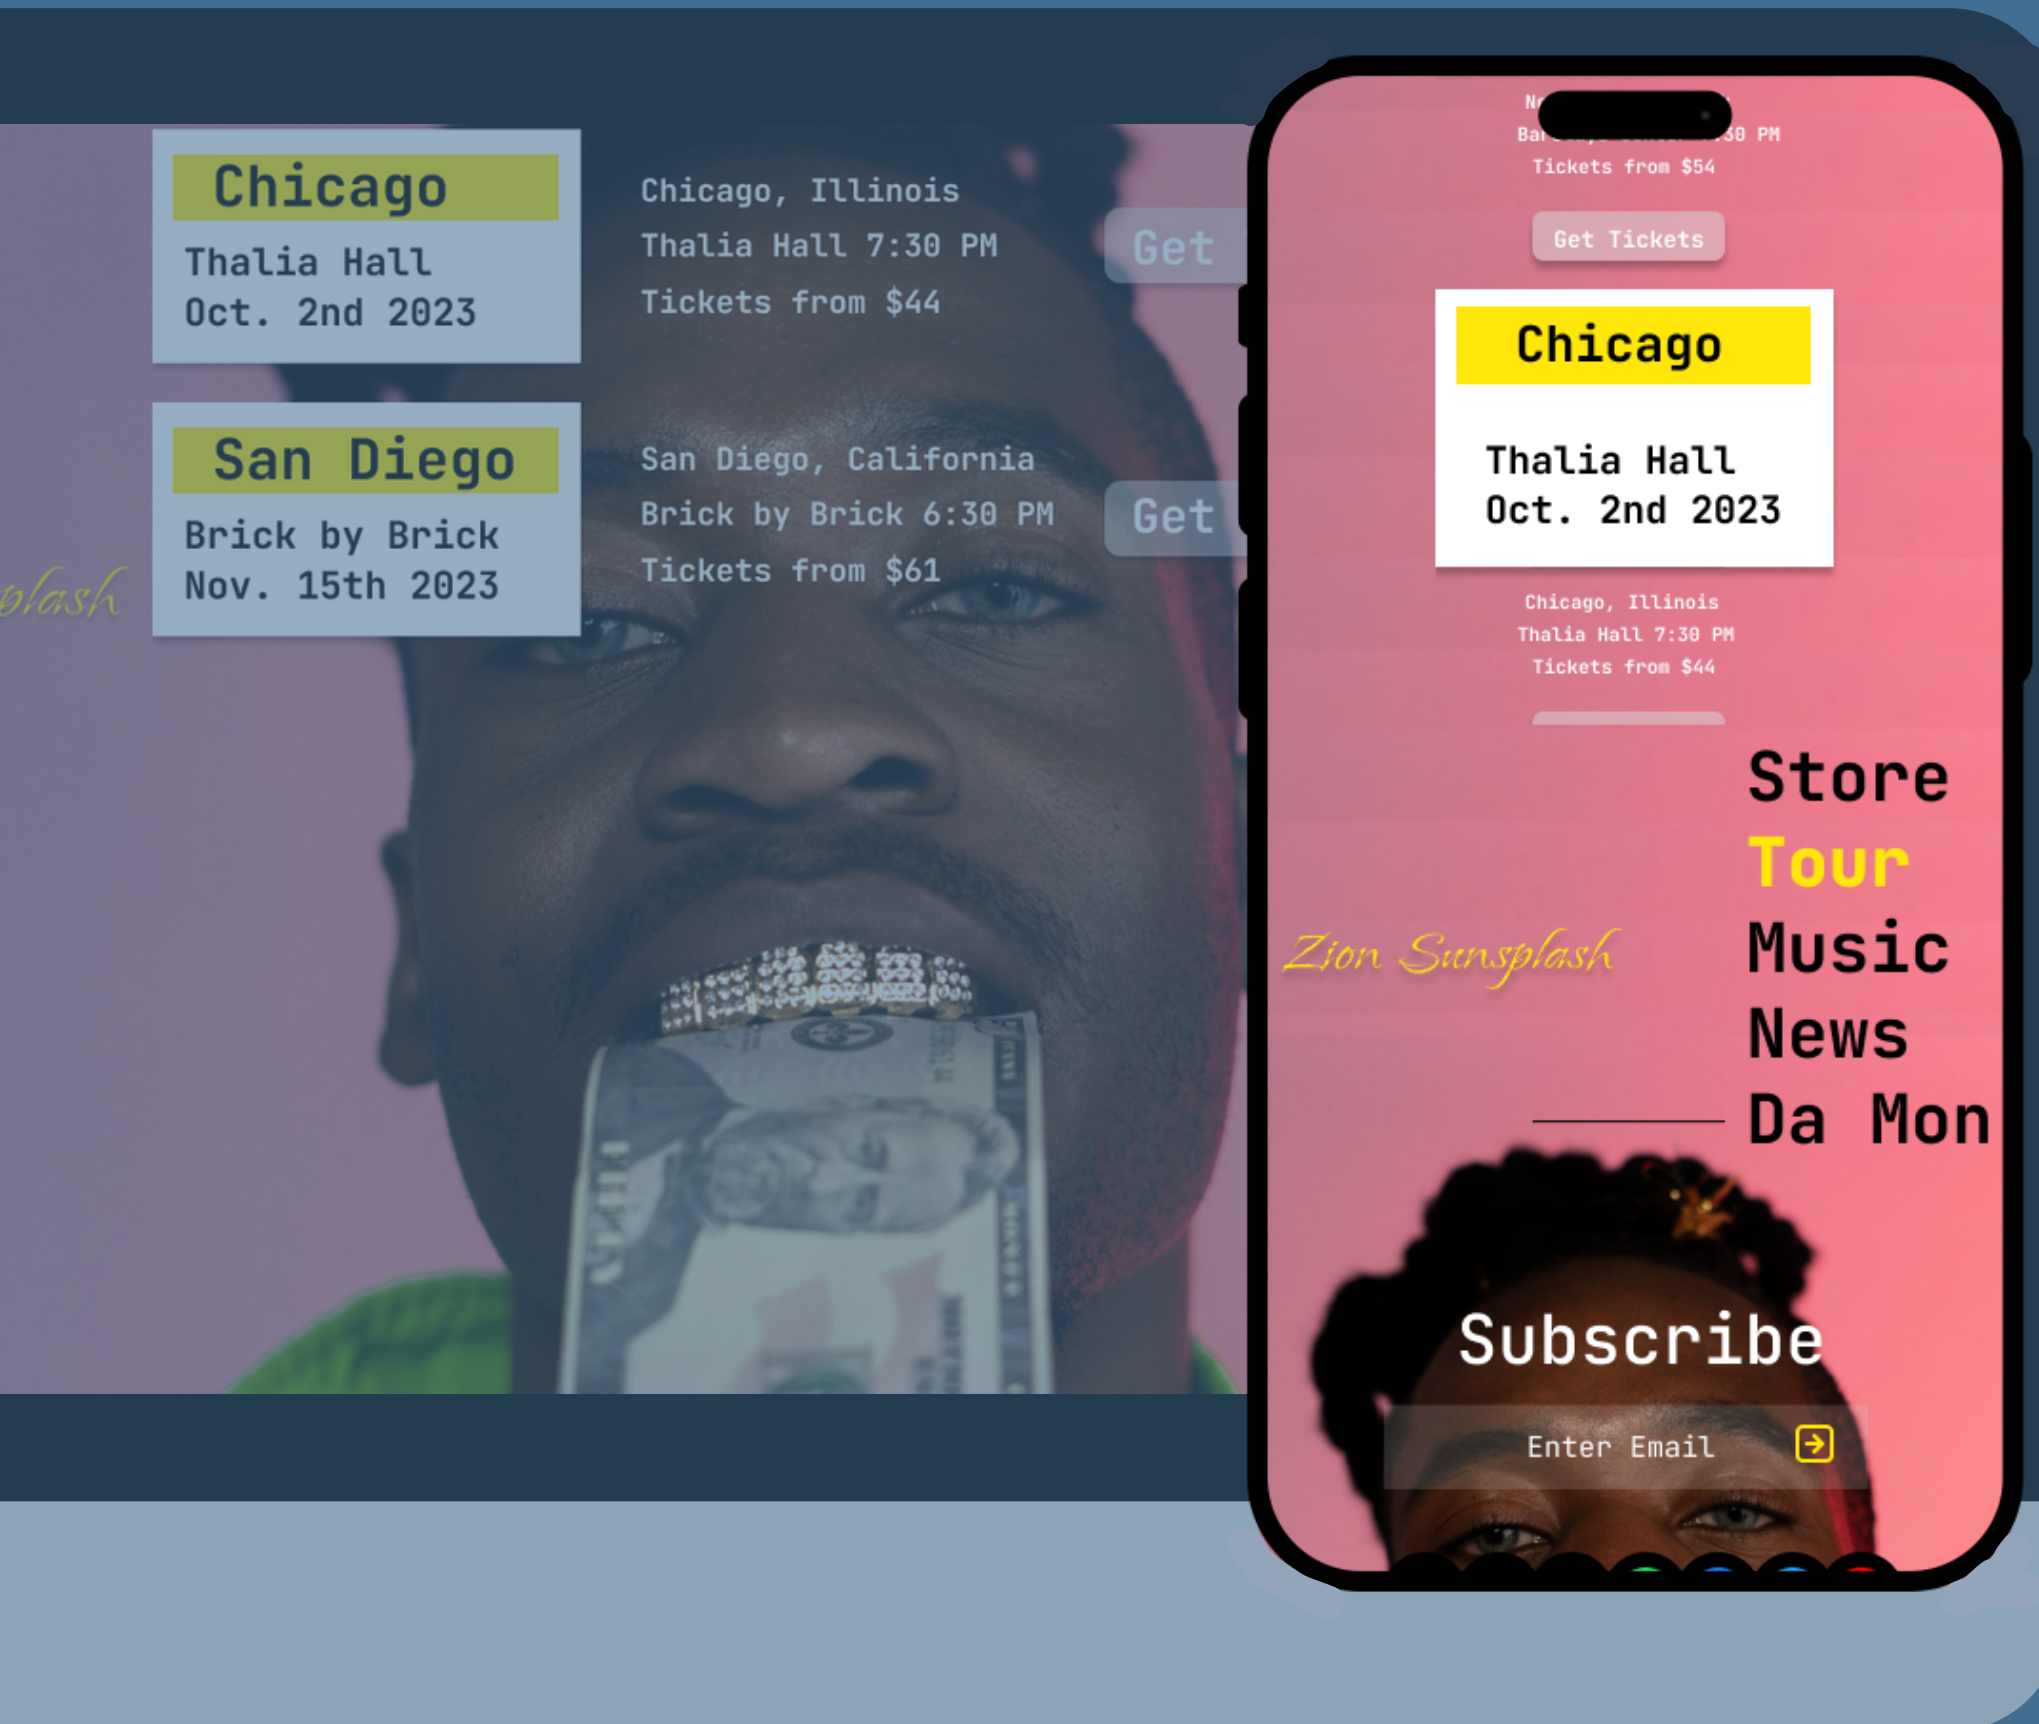 Chicago
Thalia Hall
Oct. 2nd 2023
Chicago, Illinois
Thalia Hall 7:30 PM
Tickets from $44
Get
San Diego
Brick by Brick
Nov. 15th 2023
San Diego, California
Brick by Brick 6:30 PM
Tickets from $61
Get
plash
30 PM
Tickets from $54
Get Tickets
Chicago
Thalia Hall
Oct. 2nd 2023
Chicago, Illinois
Thalia Hall 7:30 PM
Tickets from $44
Store
Tour
Music
News
Da Mon
Zion Sunsplash
Subscribe
Enter Email